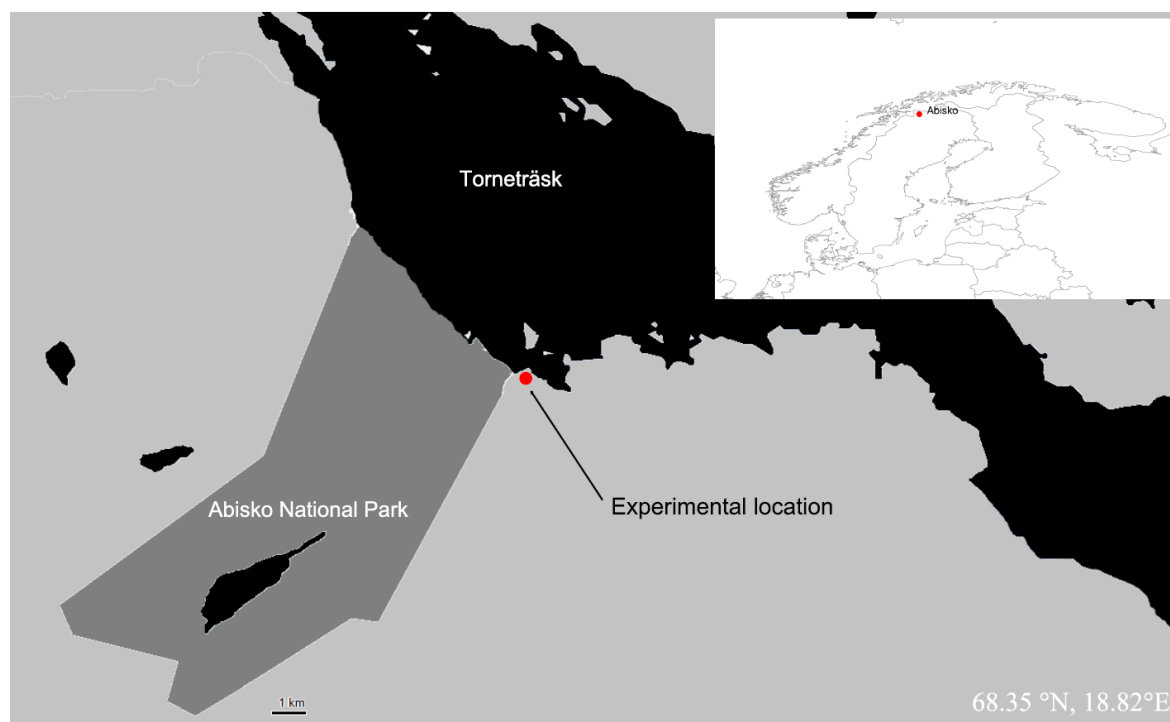 Abisko
Torneträsk
Abisko National Park
Experimental location
1 km
68.35 °N, 18.82°E